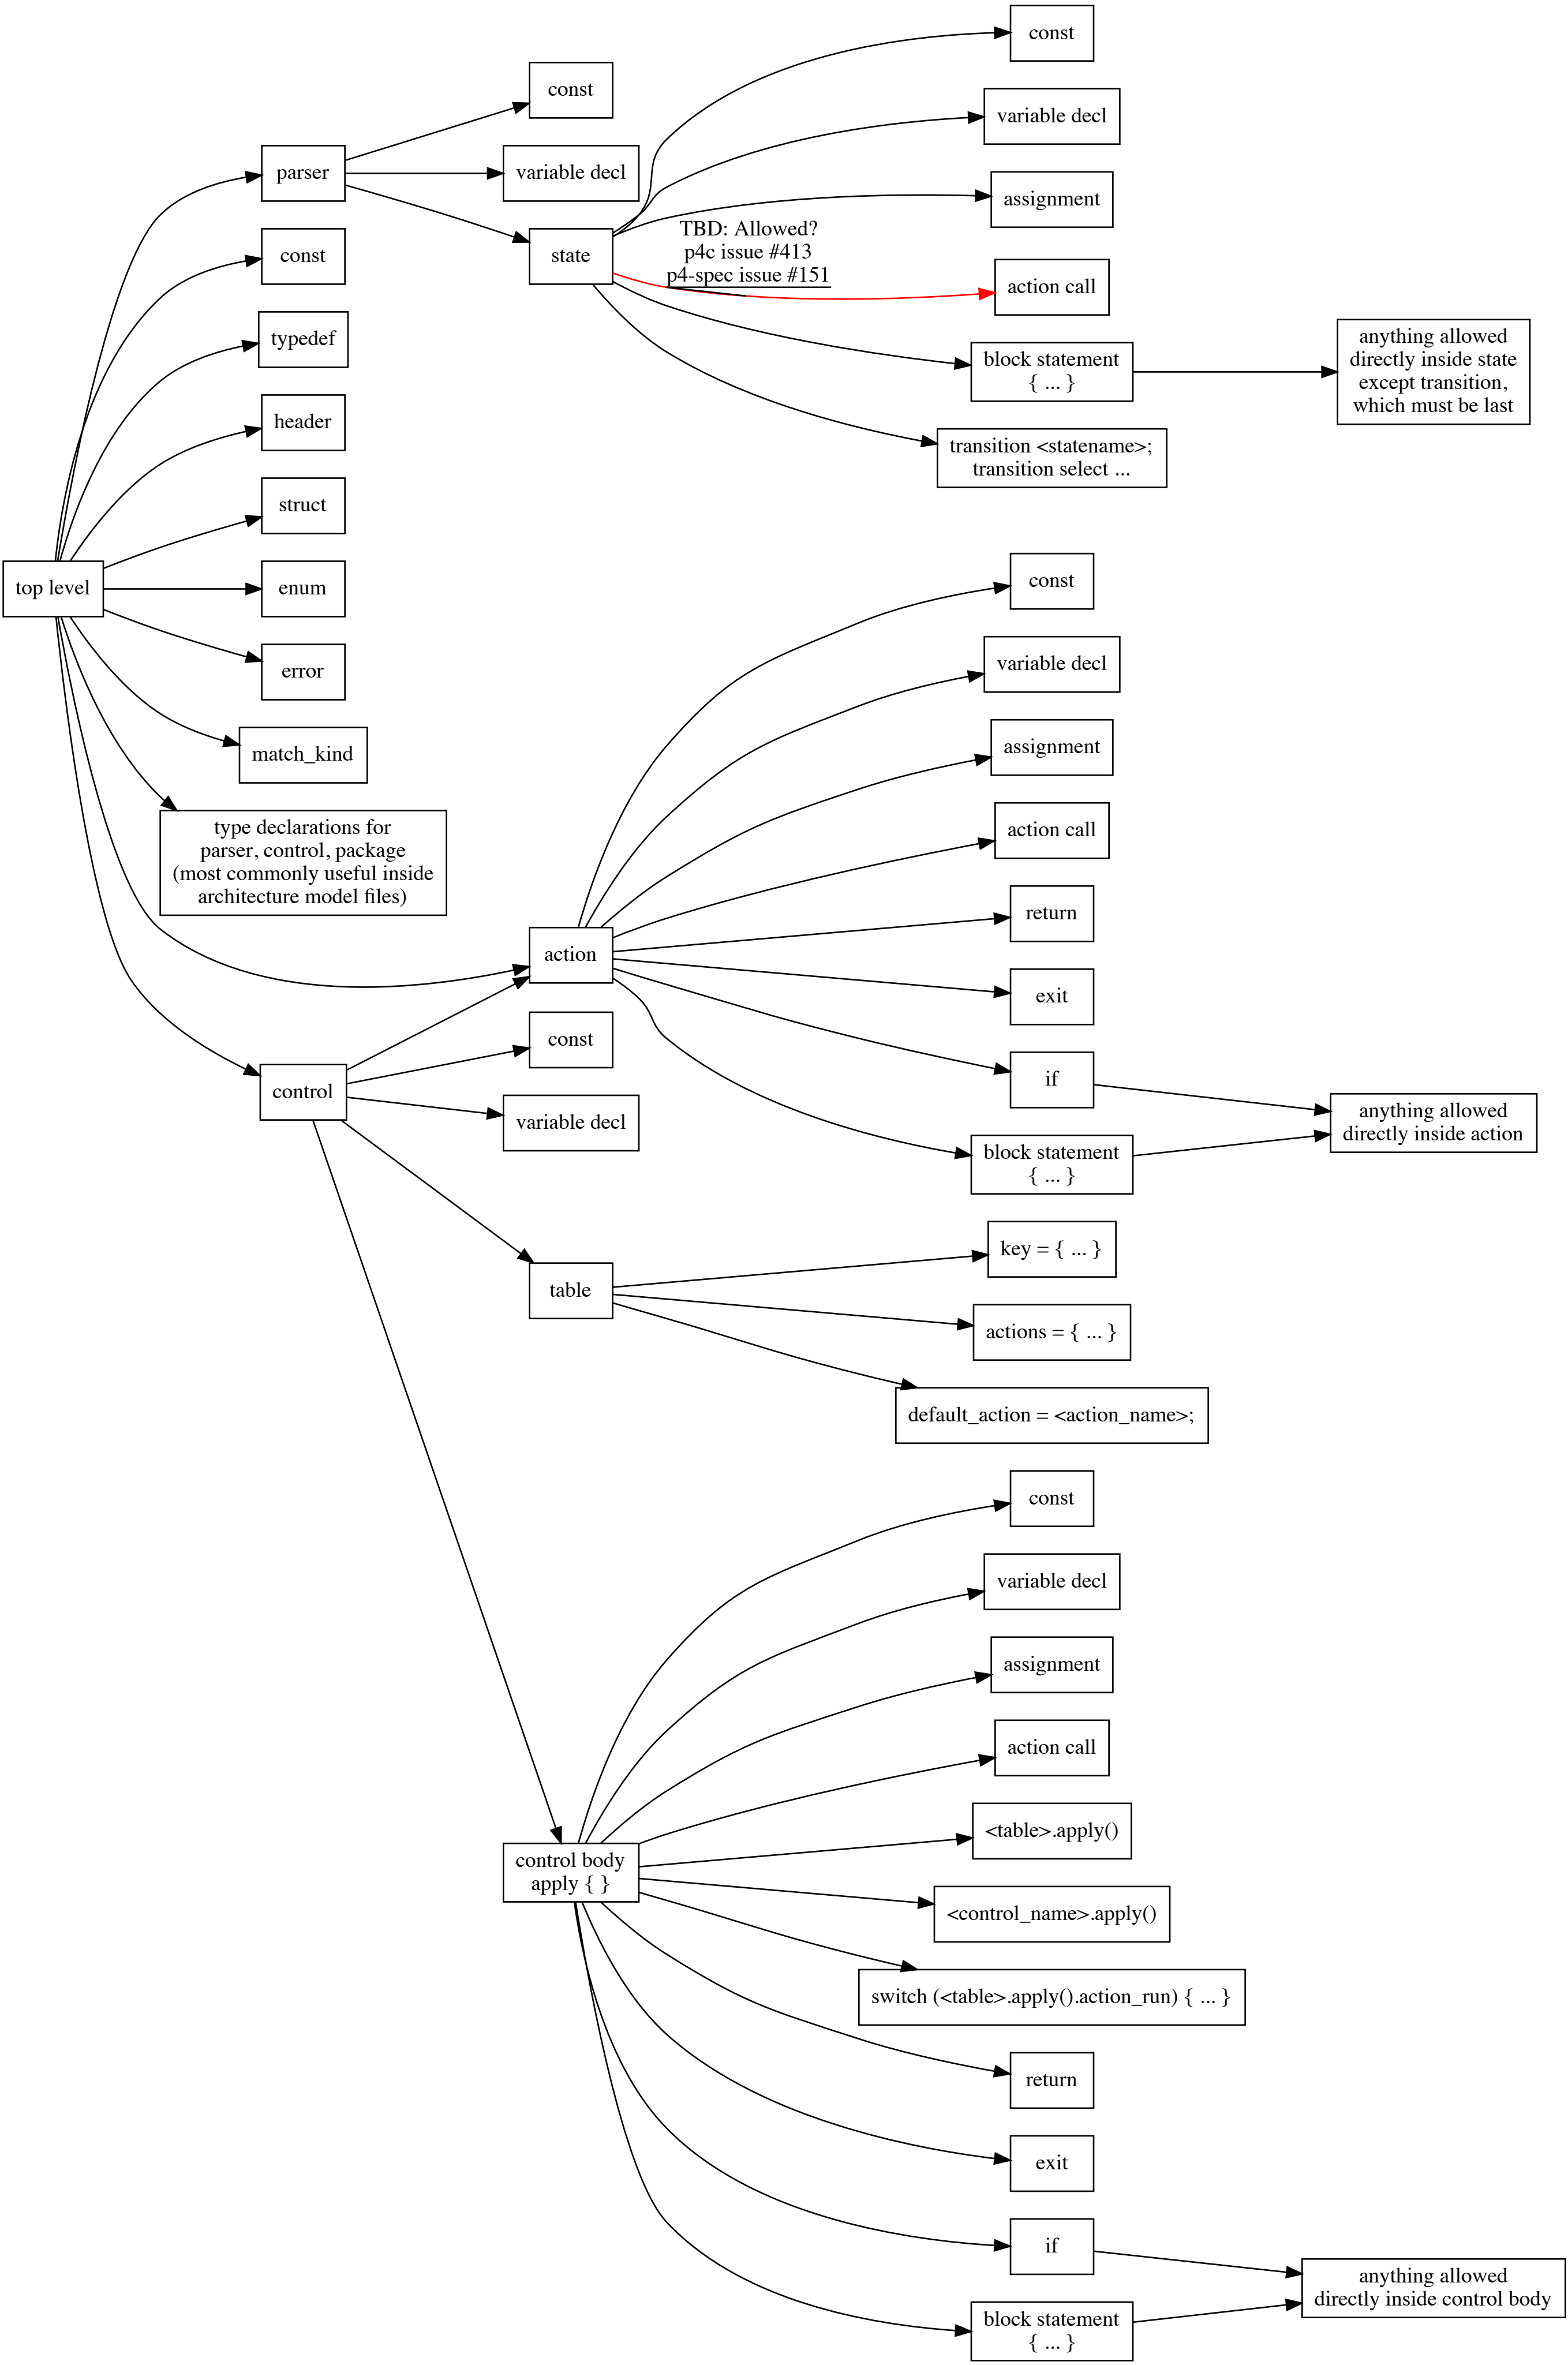 const
const
variable decl
parser
variable decl
assignment
TBD: Allowed?
p4c issue #413
p4-spec issue #151
const
state
action call
typedef
block statement
{ ... }
anything allowed
directly inside state
except transition,
which must be last
header
transition <statename>;
transition select ...
struct
top level
enum
const
error
variable decl
match_kind
assignment
type declarations for
parser, control, package
(most commonly useful inside
architecture model files)
action call
action
return
const
exit
control
if
variable decl
block statement
{ ... }
anything allowed
directly inside action
key = { ... }
table
actions = { ... }
default_action = <action_name>;
const
variable decl
assignment
action call
<table>.apply()
control body
apply { }
<control_name>.apply()
switch (<table>.apply().action_run) { ... }
return
exit
if
anything allowed
directly inside control body
block statement
{ ... }